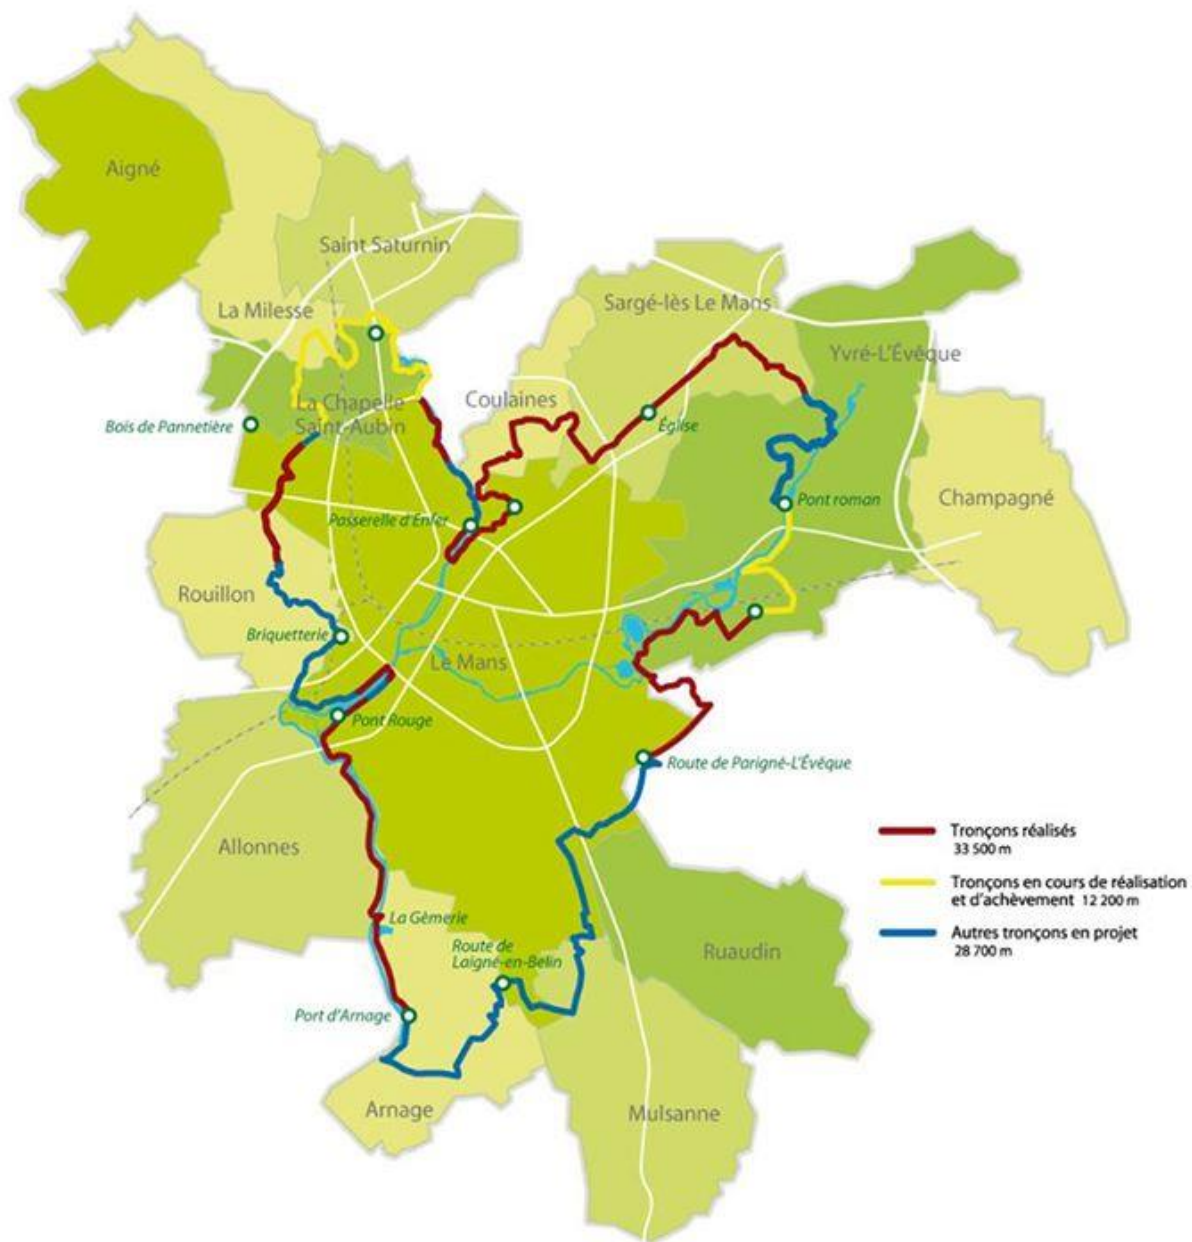 Aigné
Saint Saturnin
La Milesse
Sargé-lès Le Mans
Yvré-L'Évêque
La Chapelle
Saint-Aubin
Coulaines
Bois de Pannetière
Église
Champagné
Pont roman
Passerelle d'Enfer
Rouillon
Briquetterie
Le Mans
Pont Rouge
Route de Parigné-L'Évêque
Allonnes
Tronçons réalisés
33 500 m
Tronçons en cours de réalisation
et d'achèvement 12 200 m
Autres tronçons en projet
28 700 m
La Gèmerie
Route de
Laigné-en-Belin
Ruaudin
Port d'Arnage
Arnage
Mulsanne